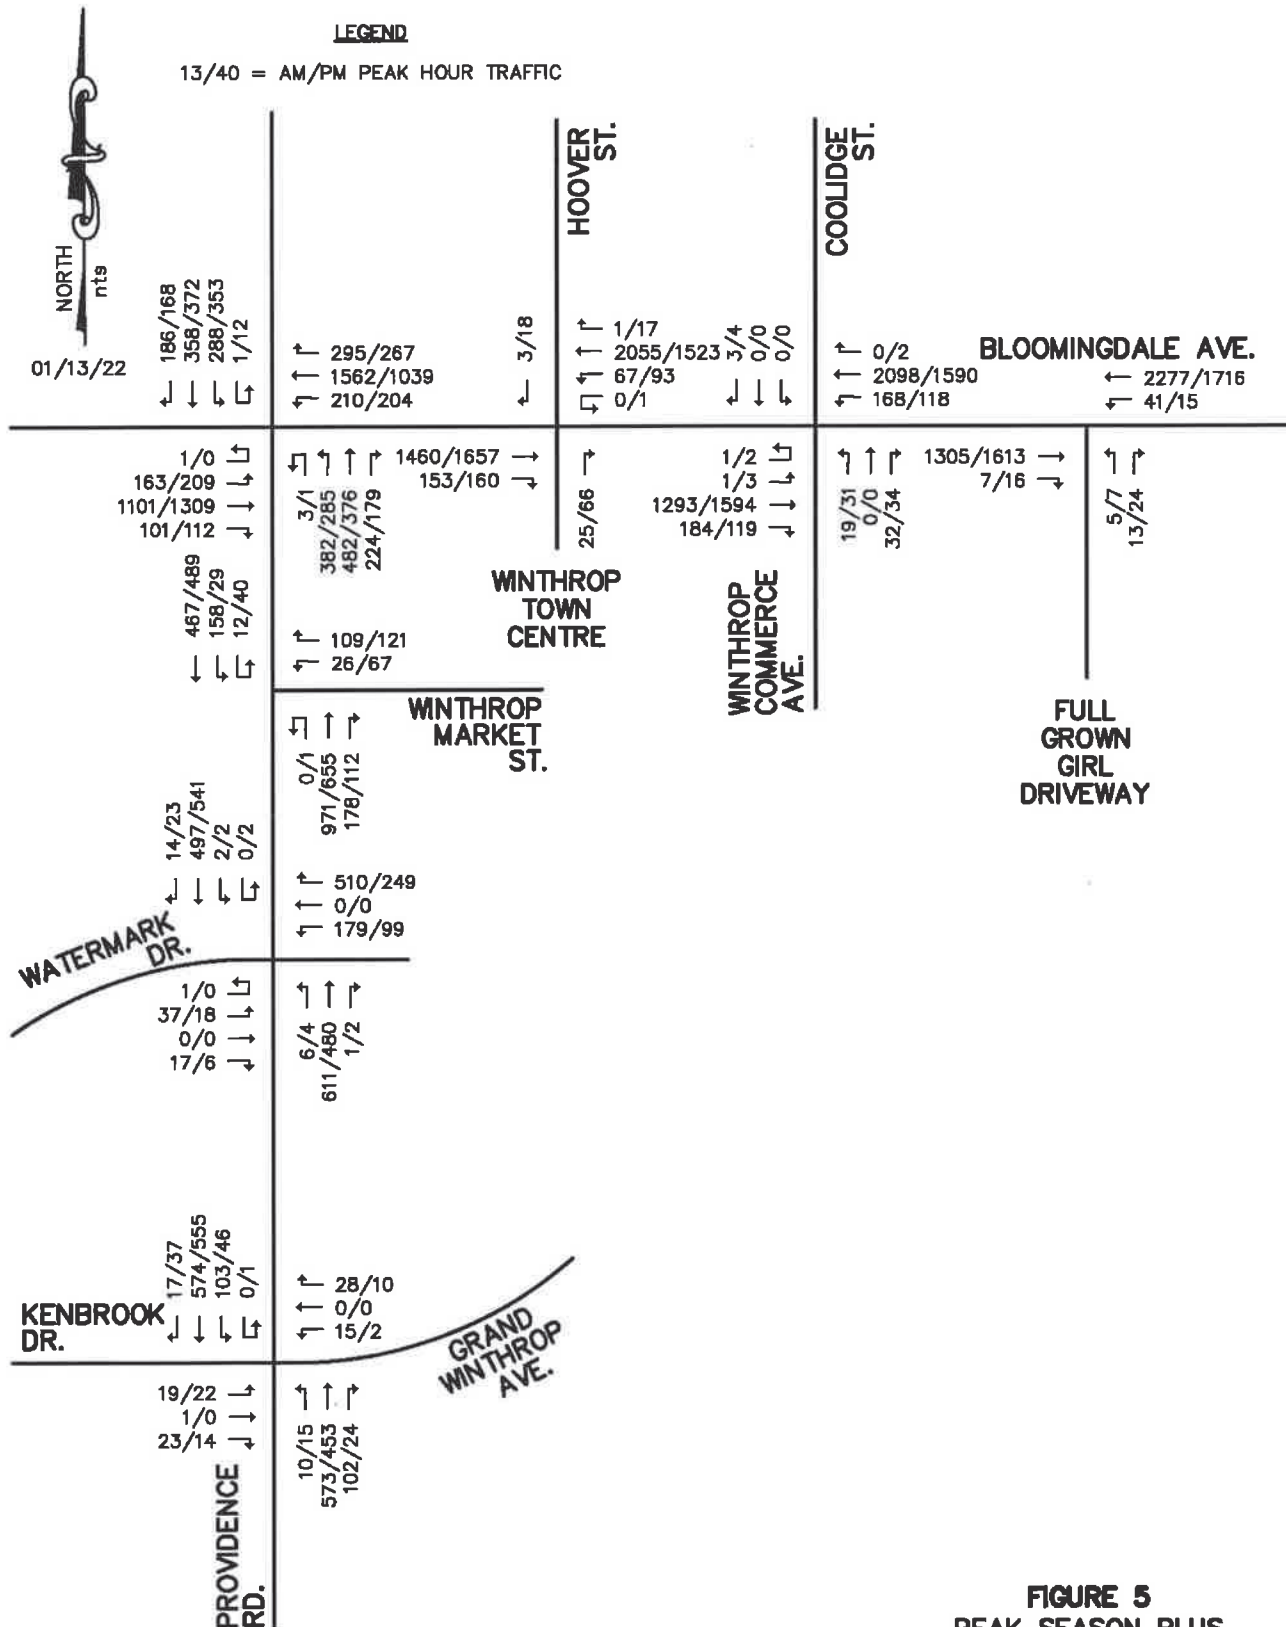 LEGEND
13/40 = AM/PM PEAK HOUR TRAFFIC
NORTH
nts
01/13/22
HOOVER
ST.
COOLIDGE
ST.
BLOOMINGDALE AVE.
186/168
358/372
288/353
1/12
295/267
1562/1039
210/204
3/18
1/17
2055/1523
67/93
0/1
3/4
0/0
0/0
0/2
2098/1590
168/118
2277/1716
41/15
1/0
163/209
1101/1309
101/112
3/1
382/285
482/376
224/179
1460/1657
153/160
25/66
1/2
1/3
1293/1594
184/119
19/31
0/0
32/34
1305/1613
7/16
5/7
13/24
WINTHROP
TOWN
CENTRE
WINTHROP
COMMERCE
AVE.
FULL
GROWN
GIRL
DRIVEWAY
467/489
158/29
12/40
109/121
26/67
WINTHROP
MARKET
ST.
0/1
971/655
178/112
14/23
497/541
2/2
0/2
510/249
0/0
179/99
WATERMARK
DR.
1/0
37/18
0/0
17/6
6/4
611/480
1/2
17/37
574/555
103/46
0/1
28/10
0/0
15/2
KENBROOK
DR.
GRAND
WINTHROP
AVE.
19/22
1/0
23/14
10/15
573/453
102/24
PROVIDENCE
RD.
FIGURE 5
PEAK SEASON PLUS